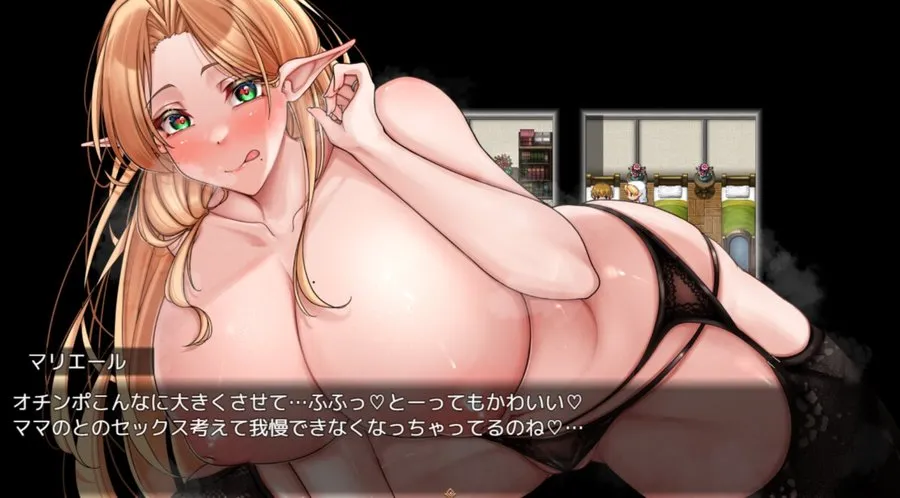 マリエール
オチンポこんなに大きくさせて…ふふっ♡とーってもかわいい♡
ママのとのセックス考えて我慢できなくなっちゃってるのね♡…